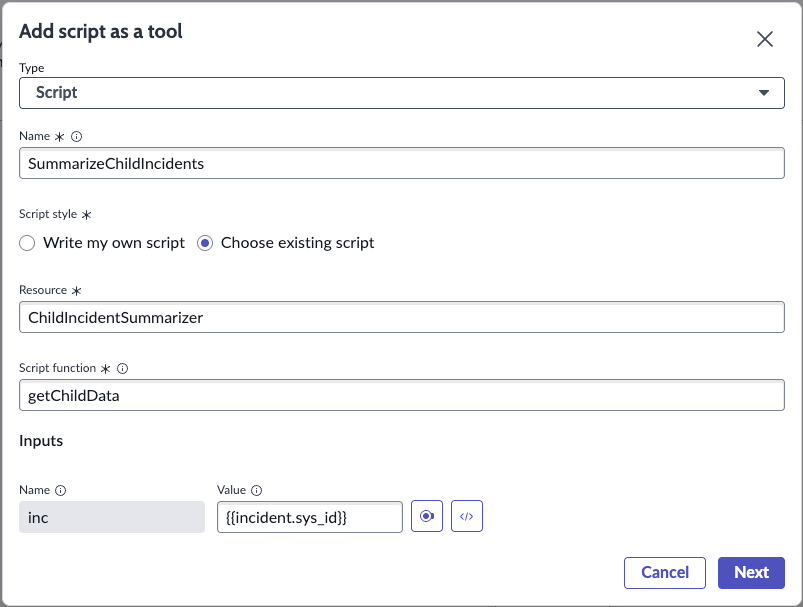 Add script as a tool
Type
Script
Name *
SummarizeChildIncidents
Script style *
Write my own script Choose existing script
Resource *
ChildIncidentSummarizer
Script function *
getChildData
Inputs
Name Value
inc {{incident.sys_id}} </>
Cancel Next